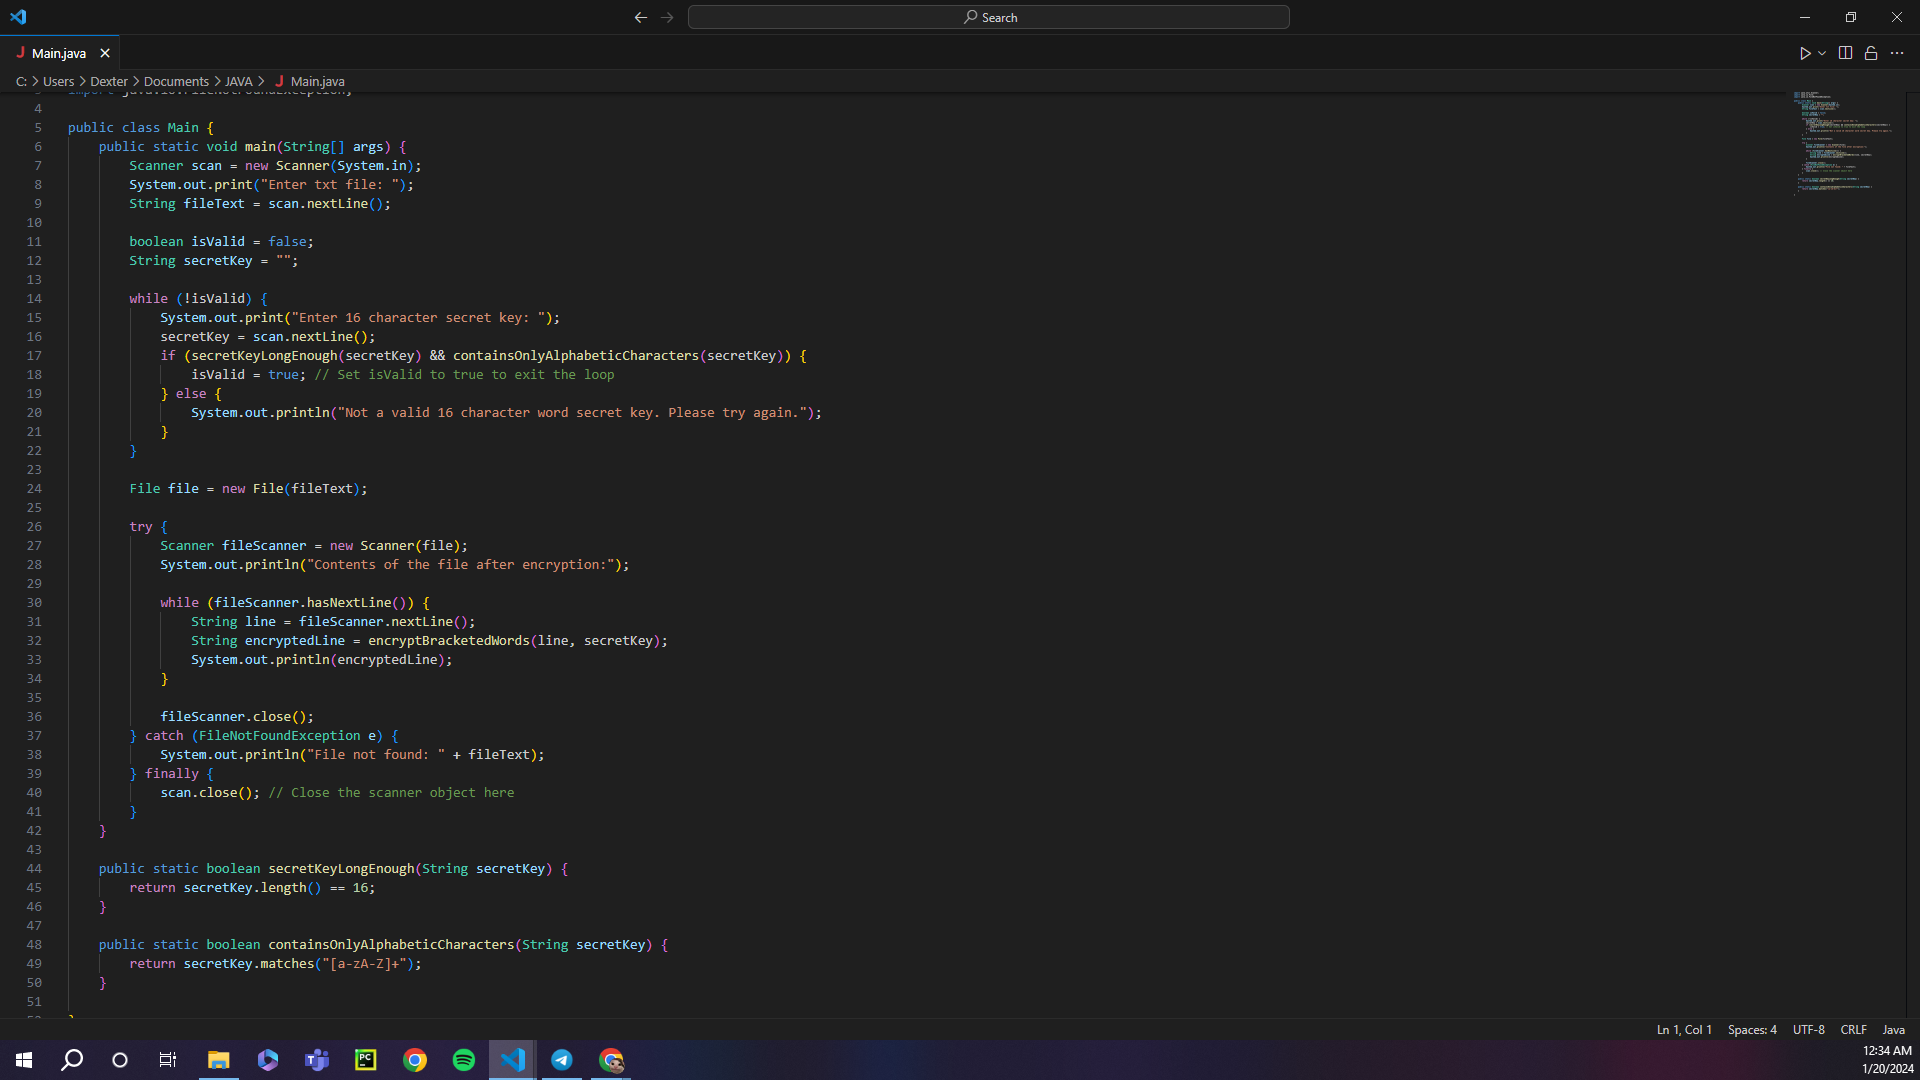 Search
Main.java
C: > Users > Dexter > Documents > JAVA > Main.java
3 import java.io.FileNotFoundException;
4
5 public class Main {
6     public static void main(String[] args) {
7         Scanner scan = new Scanner(System.in);
8         System.out.print("Enter txt file: ");
9         String fileText = scan.nextLine();
10
11         boolean isValid = false;
12         String secretKey = "";
13
14         while (!isValid) {
15             System.out.print("Enter 16 character secret key: ");
16             secretKey = scan.nextLine();
17             if (secretKeyLongEnough(secretKey) && containsOnlyAlphabeticCharacters(secretKey)) {
18                 isValid = true; // Set isValid to true to exit the loop
19             } else {
20                 System.out.println("Not a valid 16 character word secret key. Please try again.");
21             }
22         }
23
24         File file = new File(fileText);
25
26         try {
27             Scanner fileScanner = new Scanner(file);
28             System.out.println("Contents of the file after encryption:");
29
30             while (fileScanner.hasNextLine()) {
31                 String line = fileScanner.nextLine();
32                 String encryptedLine = encryptBracketedWords(line, secretKey);
33                 System.out.println(encryptedLine);
34             }
35
36             fileScanner.close();
37         } catch (FileNotFoundException e) {
38             System.out.println("File not found: " + fileText);
39         } finally {
40             scan.close(); // Close the scanner object here
41         }
42     }
43
44     public static boolean secretKeyLongEnough(String secretKey) {
45         return secretKey.length() == 16;
46     }
47
48     public static boolean containsOnlyAlphabeticCharacters(String secretKey) {
49         return secretKey.matches("[a-zA-Z]+");
50     }
51
Ln 1, Col 1 Spaces: 4 UTF-8 CRLF Java
12:34 AM
1/20/2024